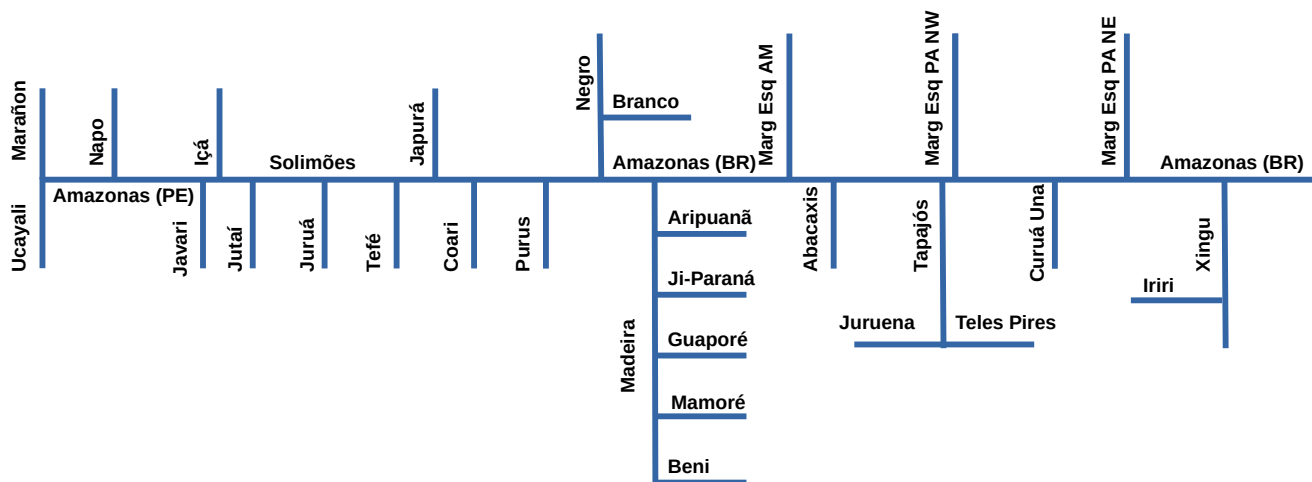 Marañon
Napo
Içá
Solimões
Japurá
Negro
Branco
Amazonas (BR)
Marg Esq AM
Marg Esq PA NW
Marg Esq PA NE
Amazonas (BR)
Ucayali
Amazonas (PE)
Javari
Jutaí
Juruá
Tefé
Coari
Purus
Madeira
Aripuanã
Ji-Paraná
Guaporé
Mamoré
Beni
Abacaxis
Tapajós
Juruena
Teles Pires
Curuá Una
Xingu
Iriri